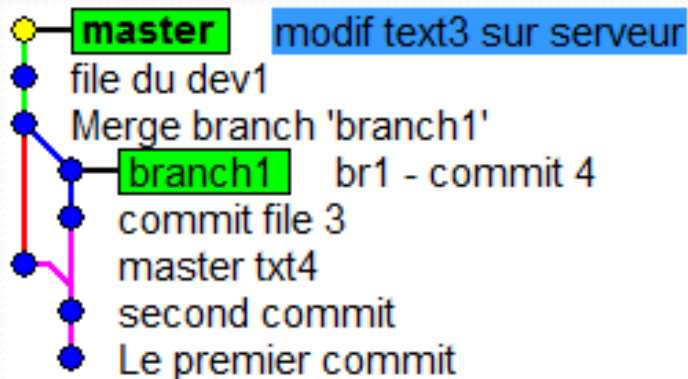 master modif text3 sur serveur
file du dev1
Merge branch 'branch1'
branch1 br1 - commit 4
commit file 3
master txt4
second commit
Le premier commit